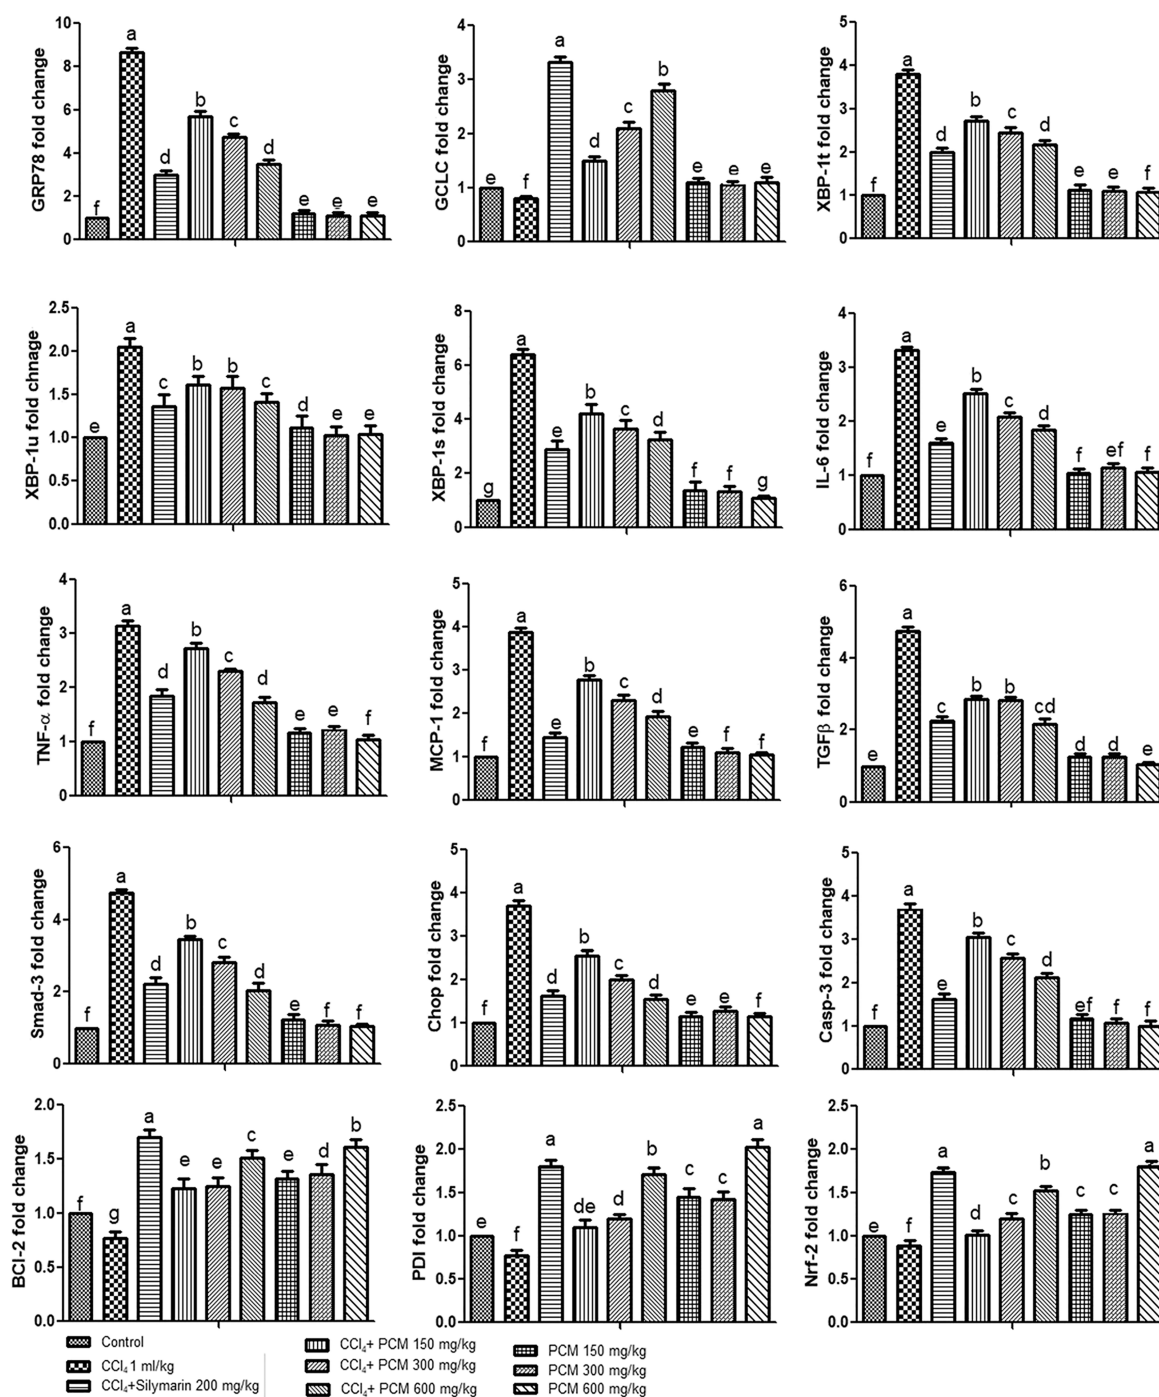 GRP78 fold change
10
8
6
4
2
0
f
a
d
b
c
d
e
e
e
GCLC fold change
4
3
2
1
0
e
f
a
d
c
b
e
e
e
XBP-1t fold change
5
4
3
2
1
0
f
a
d
b
c
d
e
e
f
XBP-1u fold chnage
2.5
2.0
1.5
1.0
0.5
0.0
e
a
c
b
b
c
d
e
e
XBP-1s fold change
8
6
4
2
0
g
a
e
b
c
d
f
f
g
IL-6 fold change
4
3
2
1
0
f
a
e
b
c
d
f
ef
f
TNF-α fold change
4
3
2
1
0
f
a
d
b
c
d
e
e
f
MCP-1 fold change
5
4
3
2
1
0
f
a
e
b
c
d
e
f
f
TGFβ fold change
6
4
2
0
e
a
c
b
b
cd
d
d
e
Smad-3 fold change
6
4
2
0
f
a
d
b
c
d
e
f
f
Chop fold change
5
4
3
2
1
0
f
a
d
b
c
d
e
e
f
Casp-3 fold change
5
4
3
2
1
0
f
a
e
b
c
d
ef
f
f
BCl-2 fold change
2.0
1.5
1.0
0.5
0.0
f
g
a
e
e
c
e
d
b
PDI fold change
2.5
2.0
1.5
1.0
0.5
0.0
e
f
a
de
d
b
c
c
a
Nrf-2 fold change
2.5
2.0
1.5
1.0
0.5
0.0
e
f
a
d
c
b
c
c
a
Control
CCl₄ 1 ml/kg
CCl₄+Silymarin 200 mg/kg
CCl₄+ PCM 150 mg/kg
CCl₄+ PCM 300 mg/kg
CCl₄+ PCM 600 mg/kg
PCM 150 mg/kg
PCM 300 mg/kg
PCM 600 mg/kg